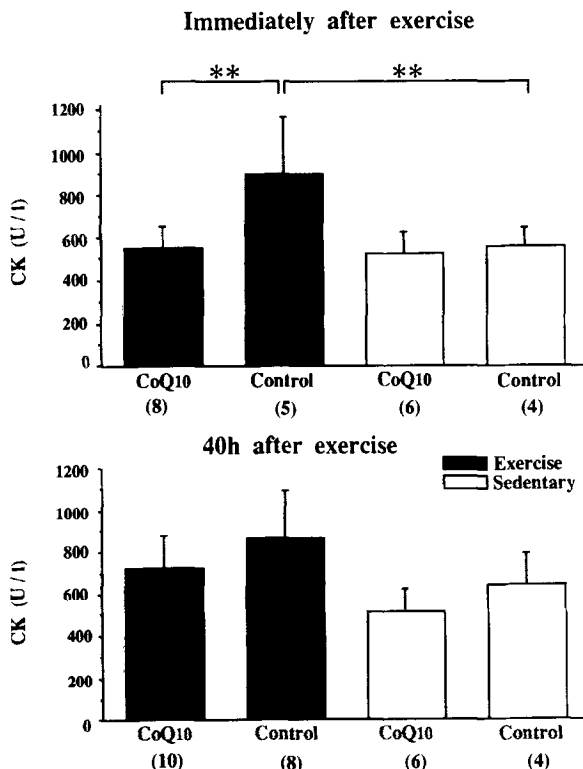 Immediately after exercise
** **
1200
1000
800
600
400
200
0
CK (U / l)
CoQ10 Control CoQ10 Control
(8) (5) (6) (4)
40h after exercise
Exercise
Sedentary
1200
1000
800
600
400
200
0
CK (U / l)
CoQ10 Control CoQ10 Control
(10) (8) (6) (4)